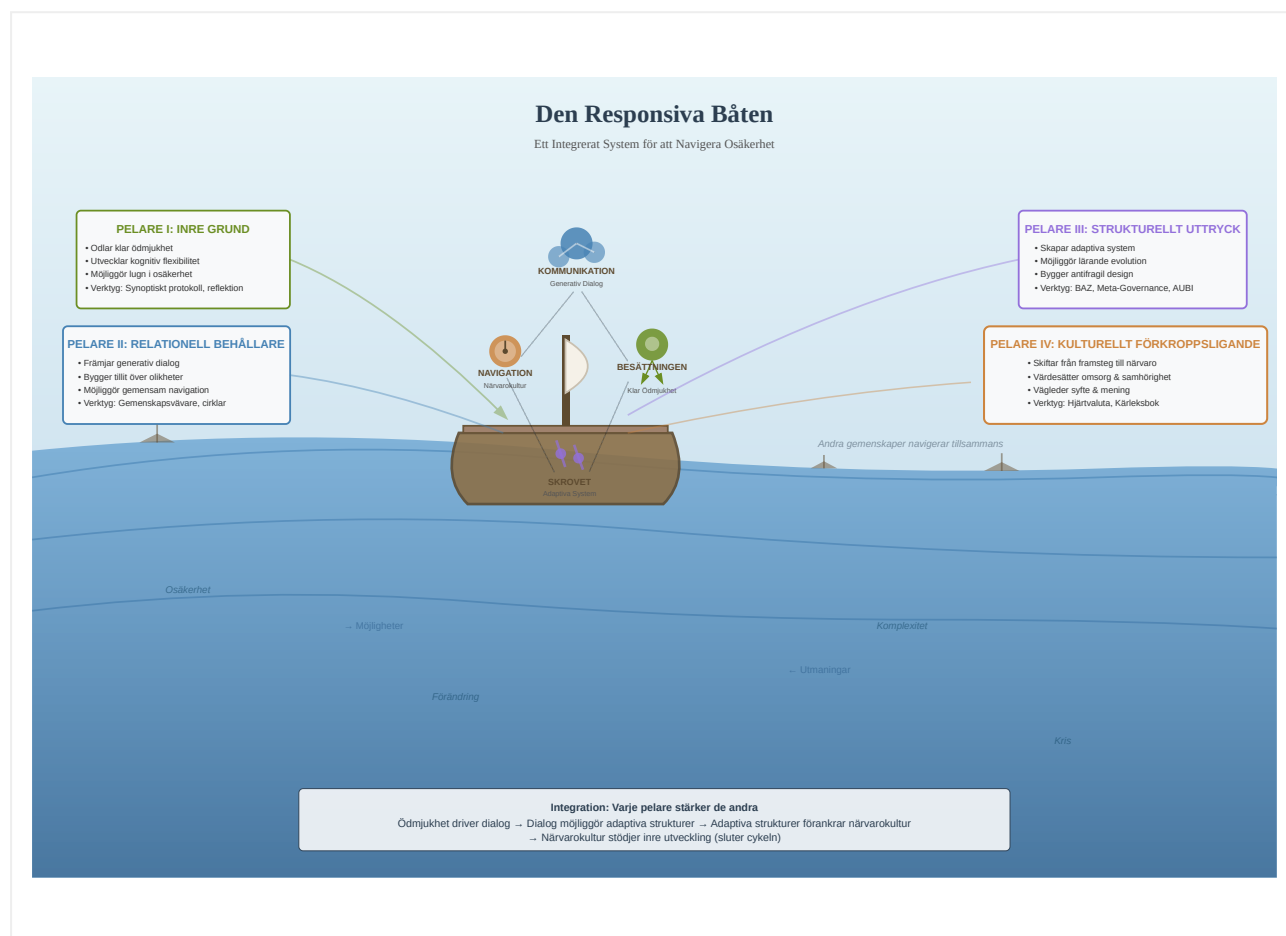 Den Responsiva Båten
Ett Integrerat System för att Navigera Osäkerhet
PELARE I: INRE GRUND
• Odlar klar ödmjukhet
• Utvecklar kognitiv flexibilitet
• Möjliggör lugn i osäkerhet
• Verktyg: Synoptiskt protokoll, reflektion
PELARE II: RELATIONELL BEHÅLLARE
• Främjar generativ dialog
• Bygger tillit över olikheter
• Möjliggör gemensam navigation
• Verktyg: Gemenskapsvävare, cirklar
KOMMUNIKATION
Generativ Dialog
NAVIGATION
Närvarokultur
BESÄTTNINGEN
Klar Ödmjukhet
SKROVET
Adaptiva System
PELARE III: STRUKTURELLT UTTRYCK
• Skapar adaptiva system
• Möjliggör lärande evolution
• Bygger antifragil design
• Verktyg: BAZ, Meta-Governance, AUBI
PELARE IV: KULTURELLT FÖRKROPPSLIGANDE
• Skiftar från framsteg till närvaro
• Värdesätter omsorg & samhörighet
• Vägleder syfte & mening
• Verktyg: Hjärtvaluta, Kärleksbok
Andra gemenskaper navigerar tillsammans
Osäkerhet
→ Möjligheter
Komplexitet
← Utmaningar
Förändring
Kris
Integration: Varje pelare stärker de andra
Ödmjukhet driver dialog → Dialog möjliggör adaptiva strukturer → Adaptiva strukturer förankrar närvarokultur
→ Närvarokultur stödjer inre utveckling (sluter cykeln)